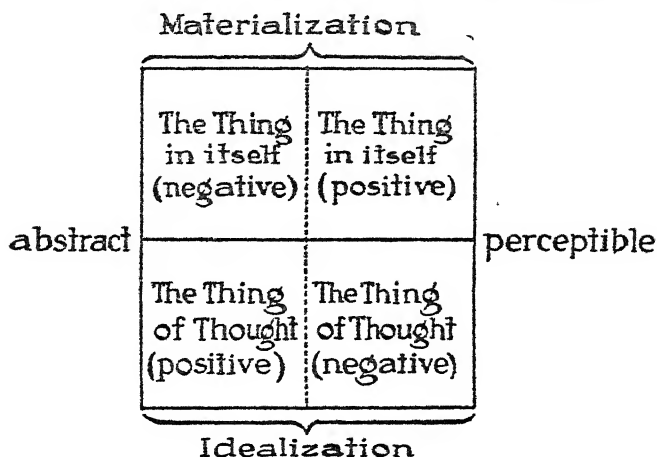 Materialization
The Thing
in itself
(negative)
The Thing
in itself
(positive)
abstract
perceptible
The Thing
of Thought
(positive)
The Thing
of Thought
(negative)
Idealization